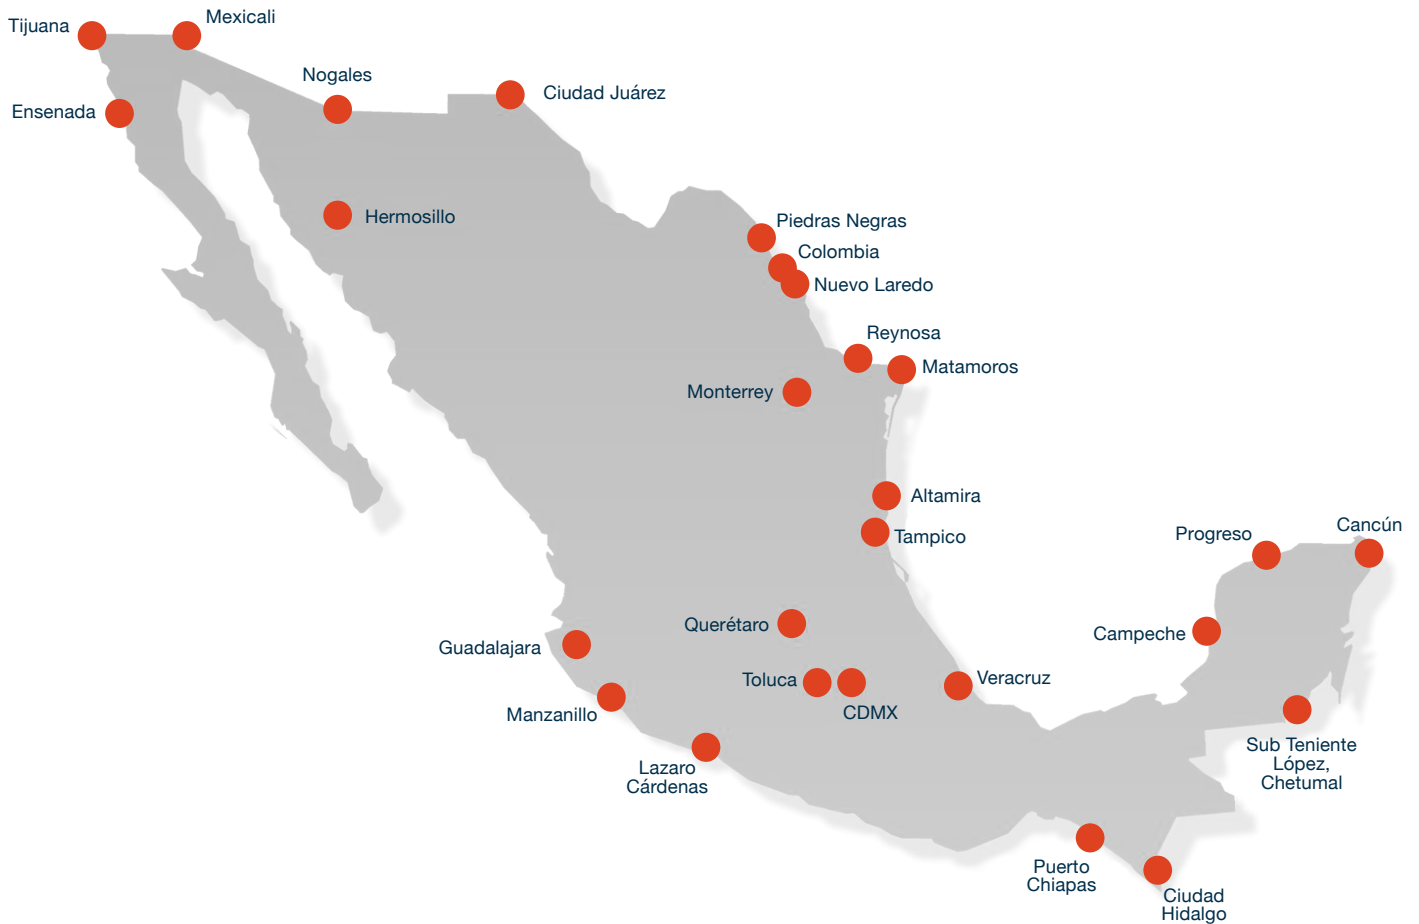 Tijuana
Mexicali
Nogales
Ciudad Juárez
Ensenada
Hermosillo
Piedras Negras
Colombia
Nuevo Laredo
Reynosa
Matamoros
Monterrey
Altamira
Tampico
Progreso
Cancún
Querétaro
Campeche
Guadalajara
Toluca
Veracruz
CDMX
Manzanillo
Sub Teniente
López,
Chetumal
Lazaro
Cárdenas
Puerto
Chiapas
Ciudad
Hidalgo